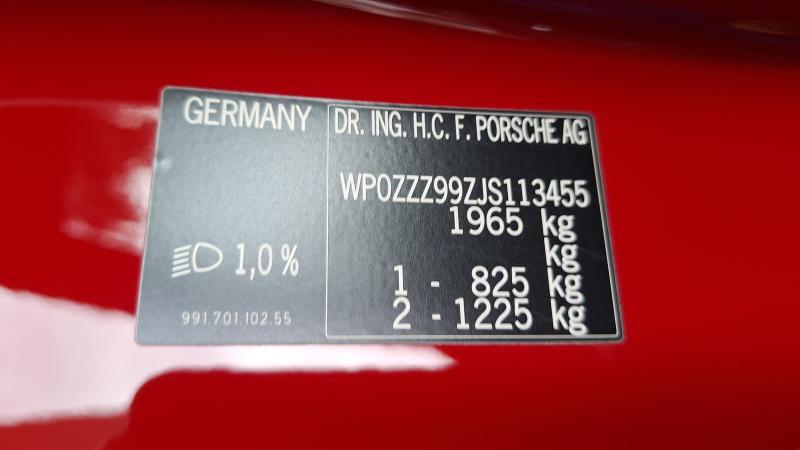 GERMANY
DR. ING. H.C. F. PORSCHE AG
WP0ZZZ99ZJS113455
1965 kg
kg
1 - 825 kg
2 - 1225 kg
1,0 %
991.701.102.55